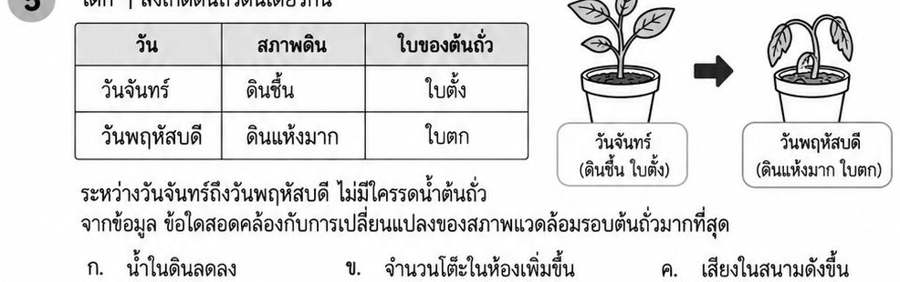 5 เด็ก ๆ สังเกตต้นถั่วต้นเดียวกัน
วัน สภาพดิน ใบของต้นถั่ว
วันจันทร์ ดินชื้น ใบตั้ง
วันพฤหัสบดี ดินแห้งมาก ใบตก
วันจันทร์
(ดินชื้น ใบตั้ง)
วันพฤหัสบดี
(ดินแห้งมาก ใบตก)
ระหว่างวันจันทร์ถึงวันพฤหัสบดี ไม่มีใครรดน้ำต้นถั่ว
จากข้อมูล ข้อใดสอดคล้องกับการเปลี่ยนแปลงของสภาพแวดล้อมรอบต้นถั่วมากที่สุด
ก. น้ำในดินลดลง ข. จำนวนโต๊ะในห้องเพิ่มขึ้น ค. เสียงในสนามดังขึ้น